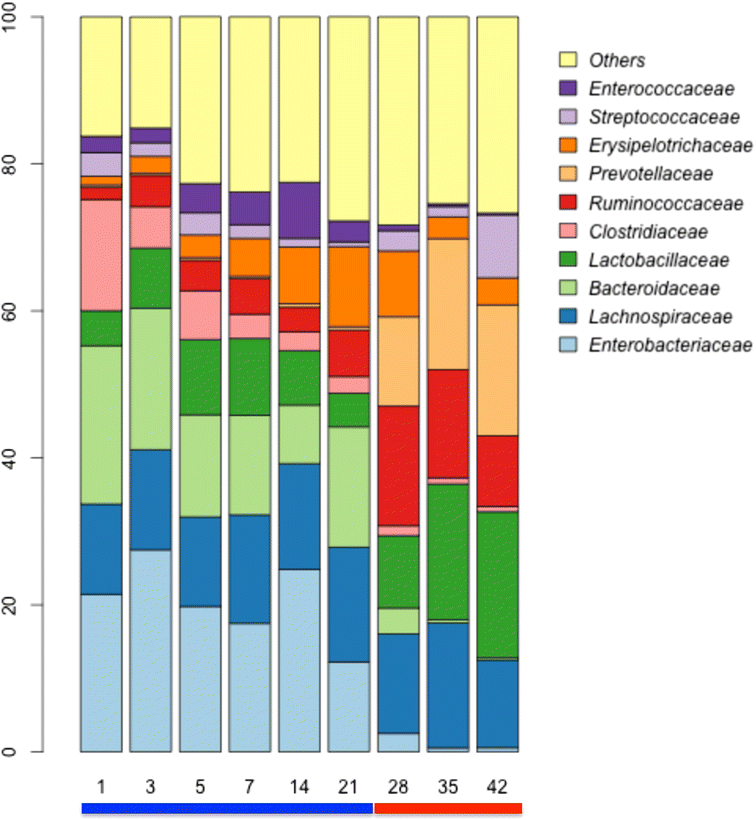 100
80
60
40
20
0
Others
Enterococcaceae
Streptococcaceae
Erysipelotrichaceae
Prevotellaceae
Ruminococcaceae
Clostridiaceae
Lactobacillaceae
Bacteroidaceae
Lachnospiraceae
Enterobacteriaceae
1 3 5 7 14 21 28 35 42